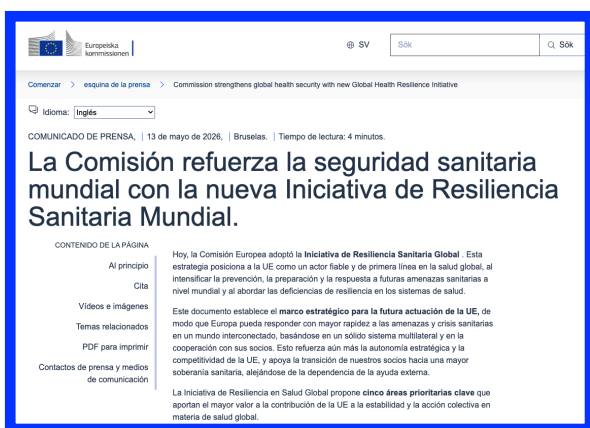 Europeiska
kommissionen
SV
Sök
Sök
Comenzar > esquina de la prensa > Commission strengthens global health security with new Global Health Resilience Initiative
Idioma: Inglés
COMUNICADO DE PRENSA, | 13 de mayo de 2026, | Bruselas. | Tiempo de lectura: 4 minutos.
La Comisión refuerza la seguridad sanitaria
mundial con la nueva Iniciativa de Resiliencia
Sanitaria Mundial.
CONTENIDO DE LA PÁGINA
Al principio
Cita
Vídeos e imágenes
Temas relacionados
PDF para imprimir
Contactos de prensa y medios
de comunicación
Hoy, la Comisión Europea adoptó la Iniciativa de Resiliencia Sanitaria Global . Esta
estrategia posiciona a la UE como un actor fiable y de primera línea en la salud global, al
intensificar la prevención, la preparación y la respuesta a futuras amenazas sanitarias a
nivel mundial y al abordar las deficiencias de resiliencia en los sistemas de salud.
Este documento establece el marco estratégico para la futura actuación de la UE, de
modo que Europa pueda responder con mayor rapidez a las amenazas y crisis sanitarias
en un mundo interconectado, basándose en un sólido sistema multilateral y en la
cooperación con sus socios. Esto refuerza aún más la autonomía estratégica y la
competitividad de la UE, y apoya la transición de nuestros socios hacia una mayor
soberanía sanitaria, alejándose de la dependencia de la ayuda externa.
La Iniciativa de Resiliencia en Salud Global propone cinco áreas prioritarias clave que
aportan el mayor valor a la contribución de la UE a la estabilidad y la acción colectiva en
materia de salud global.